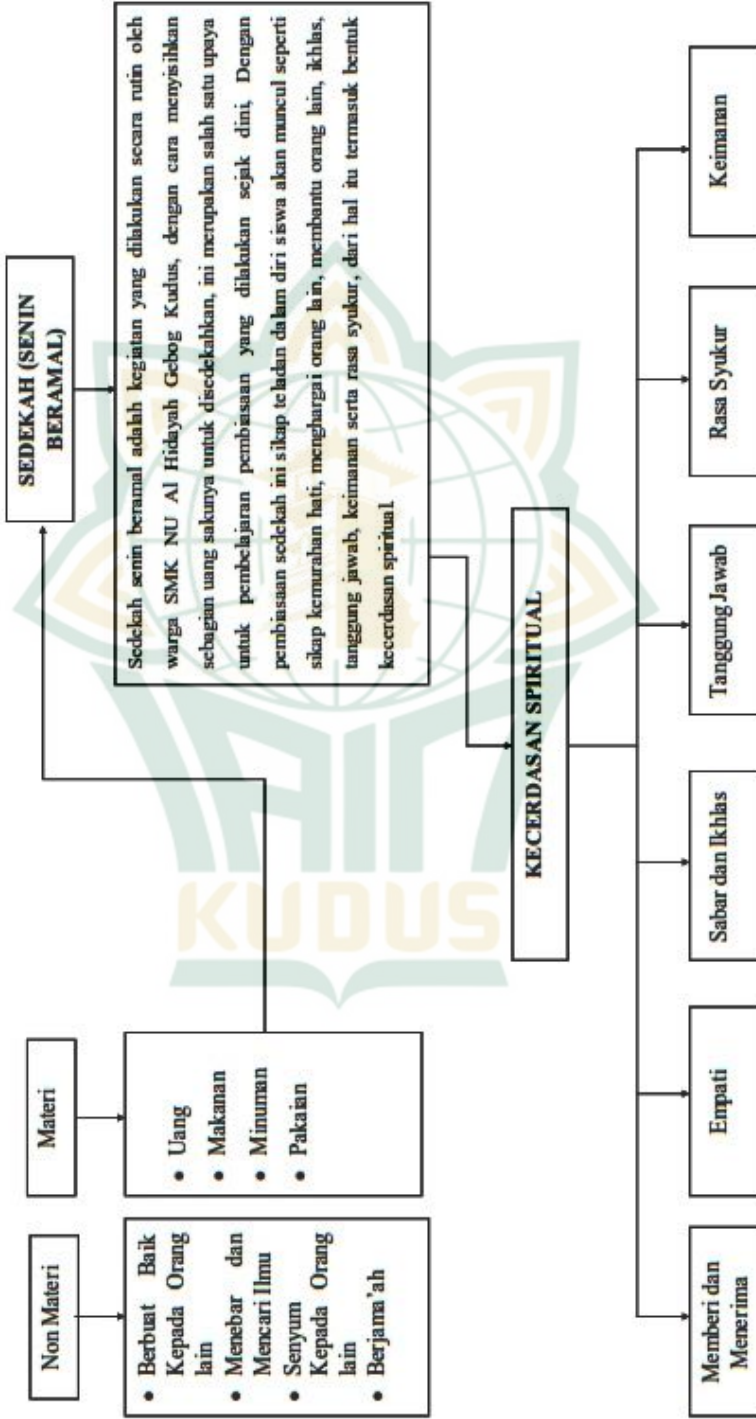 Non Materi
• Berbuat Baik
Kepada Orang
lain
• Menebar dan
Mencari Ilmu
• Senyum
Kepada Orang
lain
• Berjama'ah
Materi
• Uang
• Makanan
• Minuman
• Pakaian
SEDEKAH (SENIN
BERAMAL)
Sedekah senin beramal adalah kegiatan yang dilakukan secara rutin oleh
warga SMK NU Al Hidayah Gebog Kudus, dengan cara menyisihkan
sebagian uang sakunya untuk disedekahkan, ini merupakan salah satu upaya
untuk pembelajaran pembiasaan yang dilakukan sejak dini, Dengan
pembiasaan sedekah ini sikap teladan dalam diri siswa akan muncul seperti
sikap kemurahan hati, menghargai orang lain, membantu orang lain, ikhlas,
tanggung jawab, keimanan serta rasa syukur, dari hal itu termasuk bentuk
kecerdasan spiritual
KECERDASAN SPIRITUAL
Memberi dan
Menerima
Empati
Sabar dan Ikhlas
Tanggung Jawab
Rasa Syukur
Keimanan
IAIN
KUDUS